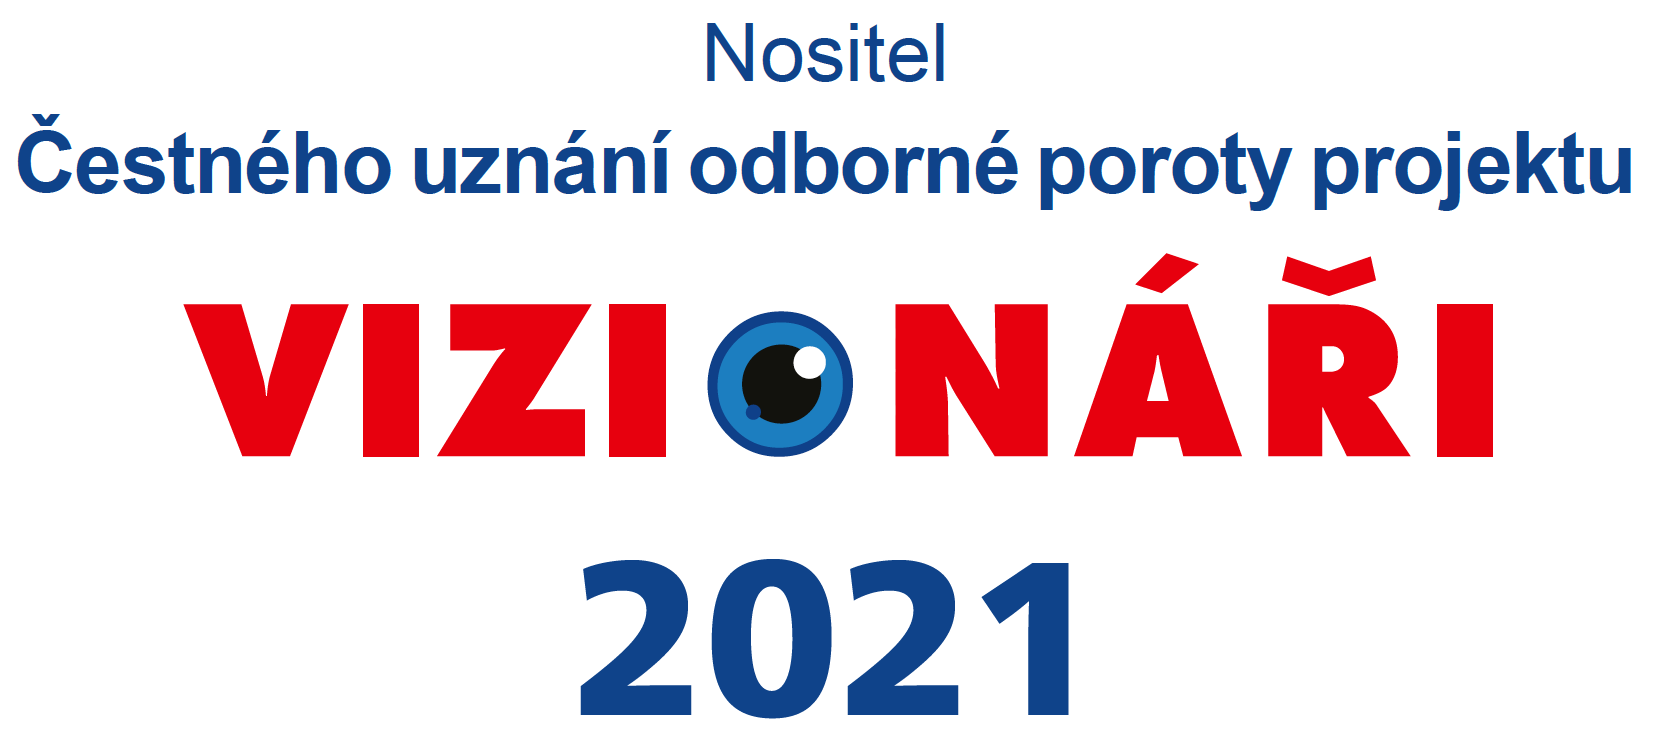 Nositel
Čestného uznání odborné poroty projektu
VIZIONÁŘI
2021